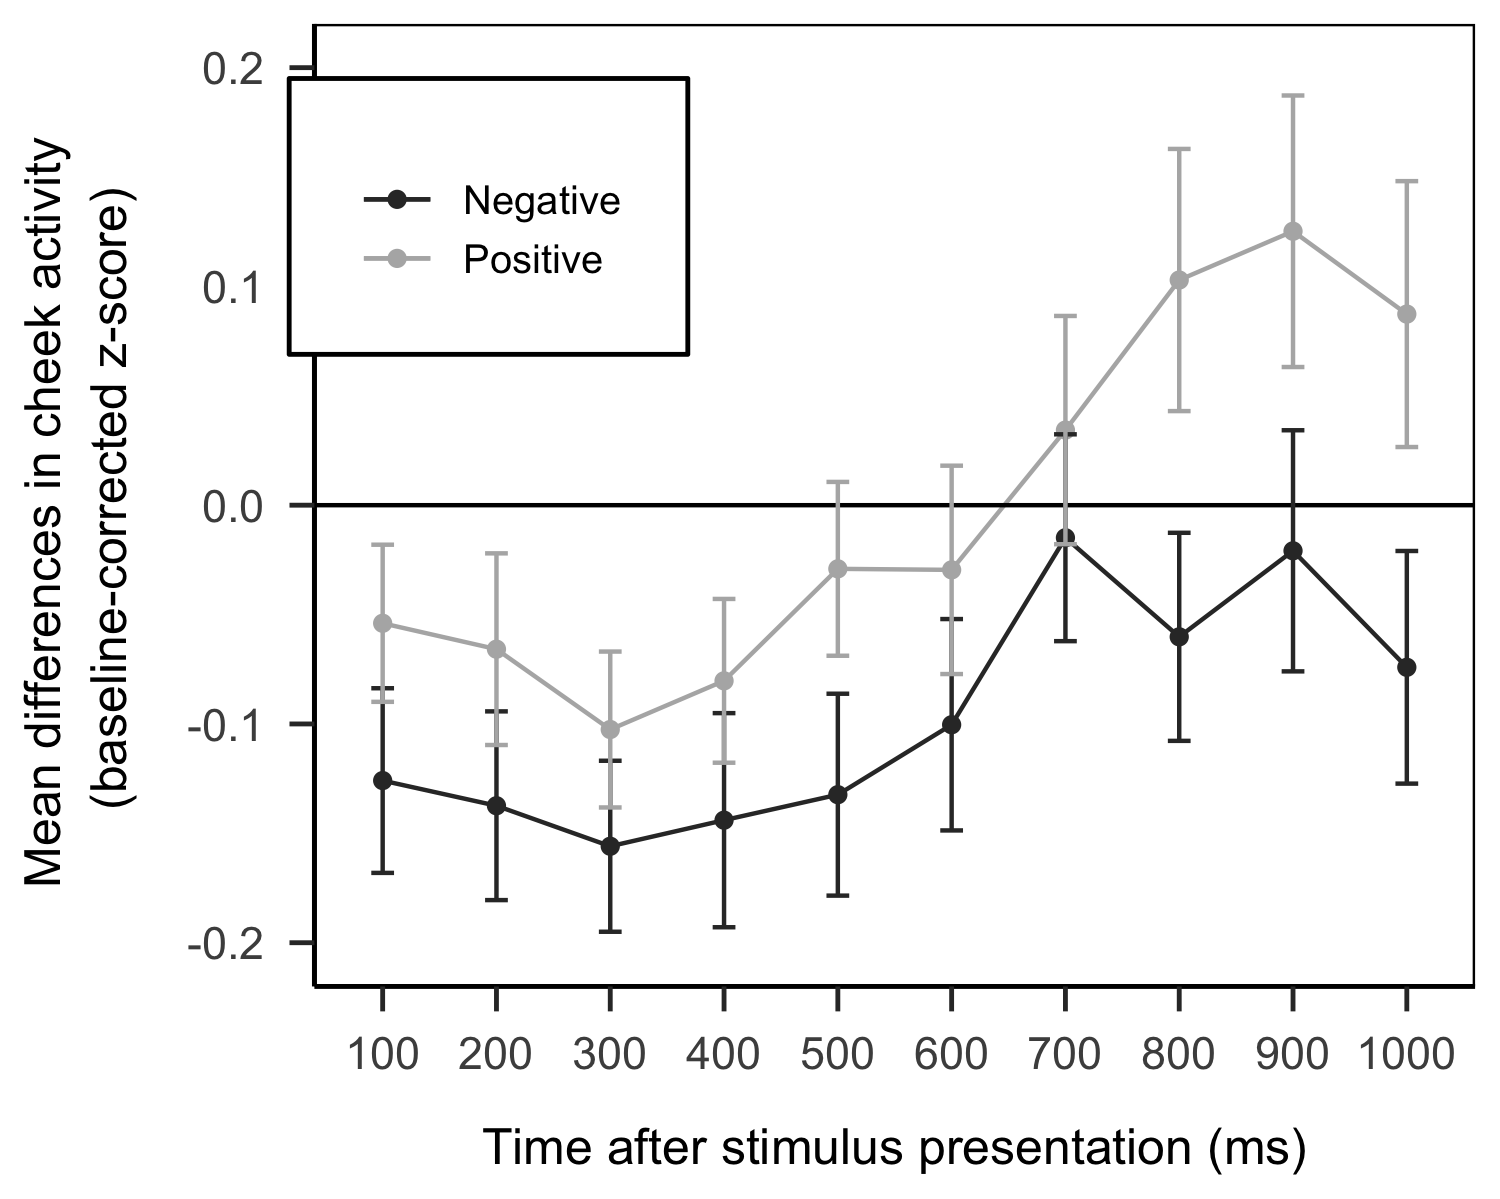 Mean differences in cheek activity
(baseline-corrected z-score)
0.2
0.1
0.0
-0.1
-0.2
Negative
Positive
100 200 300 400 500 600 700 800 900 1000
Time after stimulus presentation (ms)